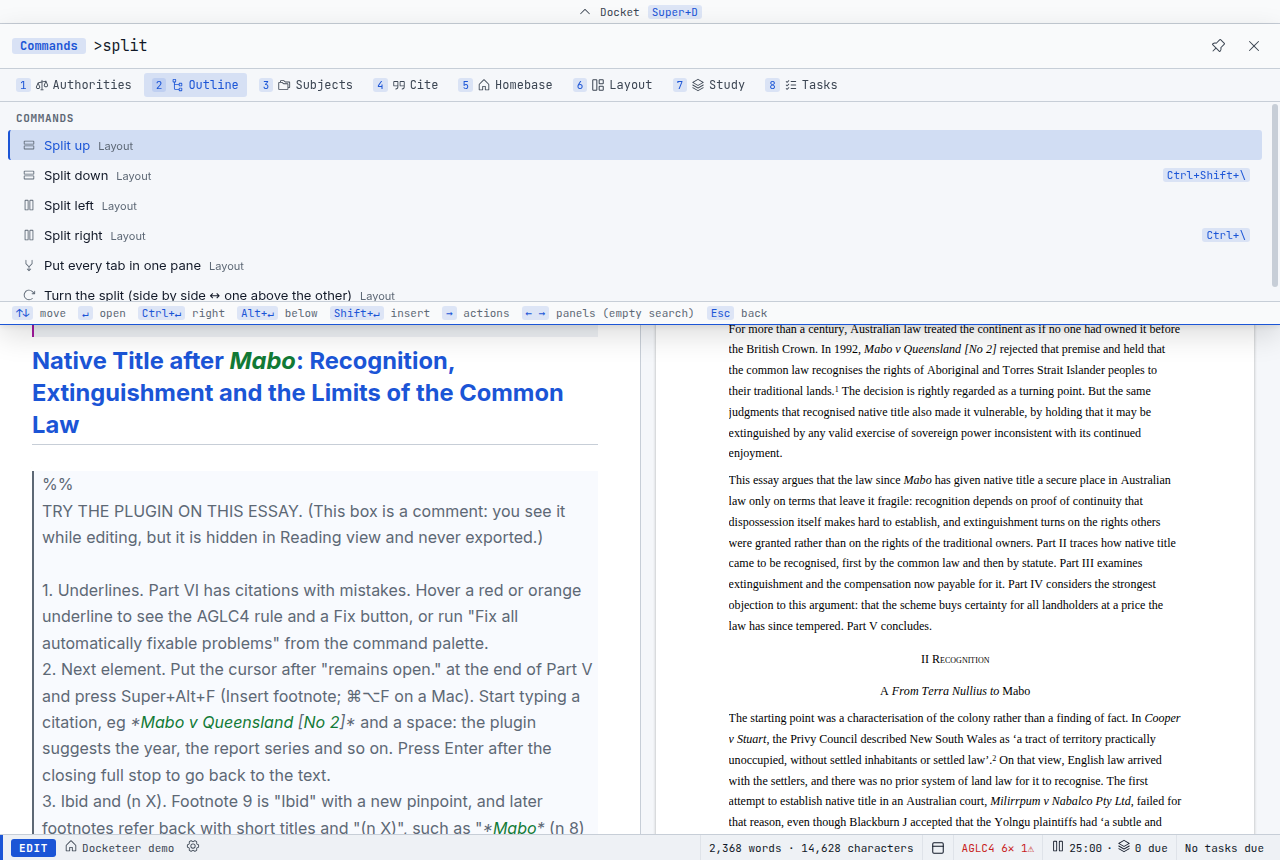 Docket Super+D
Commands >split
1 Authorities 2 Outline 3 Subjects 4 Cite 5 Homebase 6 Layout 7 Study 8 Tasks
COMMANDS
Split up Layout
Split down Layout Ctrl+Shift+\
Split left Layout
Split right Layout Ctrl+\
Put every tab in one pane Layout
Turn the split (side by side ↔ one above the other) Layout
↑↓ move ↵ open Ctrl+↵ right Alt+↵ below Shift+↵ insert → actions ← → panels (empty search) Esc back
Native Title after Mabo: Recognition,
Extinguishment and the Limits of the Common
Law
%%
TRY THE PLUGIN ON THIS ESSAY. (This box is a comment: you see it
while editing, but it is hidden in Reading view and never exported.)
1. Underlines. Part VI has citations with mistakes. Hover a red or orange
underline to see the AGLC4 rule and a Fix button, or run "Fix all
automatically fixable problems" from the command palette.
2. Next element. Put the cursor after "remains open." at the end of Part V
and press Super+Alt+F (Insert footnote; ⌘⌥F on a Mac). Start typing a
citation, eg *Mabo v Queensland [No 2]* and a space: the plugin
suggests the year, the report series and so on. Press Enter after the
closing full stop to go back to the text.
3. Ibid and (n X). Footnote 9 is "Ibid" with a new pinpoint, and later
footnotes refer back with short titles and "(n X)", such as "*Mabo* (n 8)
For more than a century, Australian law treated the continent as if no one had owned it before
the British Crown. In 1992, Mabo v Queensland [No 2] rejected that premise and held that
the common law recognises the rights of Aboriginal and Torres Strait Islander peoples to
their traditional lands.¹ The decision is rightly regarded as a turning point. But the same
judgments that recognised native title also made it vulnerable, by holding that it may be
extinguished by any valid exercise of sovereign power inconsistent with its continued
enjoyment.
This essay argues that the law since Mabo has given native title a secure place in Australian
law only on terms that leave it fragile: recognition depends on proof of continuity that
dispossession itself makes hard to establish, and extinguishment turns on the rights others
were granted rather than on the rights of the traditional owners. Part II traces how native title
came to be recognised, first by the common law and then by statute. Part III examines
extinguishment and the compensation now payable for it. Part IV considers the strongest
objection to this argument: that the scheme buys certainty for all landholders at a price the
law has since tempered. Part V concludes.
II Recognition
A From Terra Nullius to Mabo
The starting point was a characterisation of the colony rather than a finding of fact. In Cooper
v Stuart, the Privy Council described New South Wales as ‘a tract of territory practically
unoccupied, without settled inhabitants or settled law’.² On that view, English law arrived
with the settlers, and there was no prior system of land law for it to recognise. The first
attempt to establish native title in an Australian court, Milirrpum v Nabalco Pty Ltd, failed for
that reason, even though Blackburn J accepted that the Yolngu plaintiffs had ‘a subtle and
EDIT Docketeer demo 2,368 words · 14,628 characters AGLC4 6× 1⚠ 25:00 · 0 due No tasks due